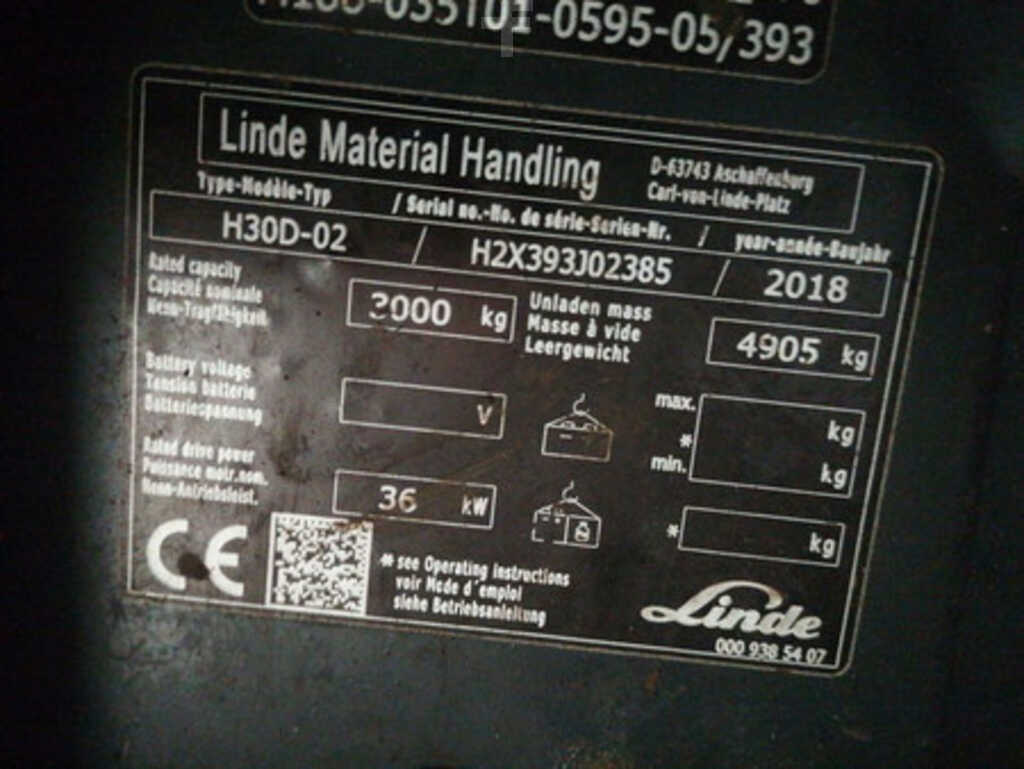 -035T01-0595-05/393
Linde Material Handling
D-63743 Aschaffenburg
Carl-von-Linde-Platz
Type-Modèle-Typ / Serial no.-No. de série-Serien-Nr. / year-année-Baujahr
H30D-02 / H2X393J02385 / 2018
Rated capacity
Capacité nominale
Nenn-Tragfähigkeit
3000 kg
Unladen mass
Masse à vide
Leergewicht
4905 kg
Battery voltage
Tension batterie
Batteriespannung
V
max. kg
*
min. kg
Rated drive power
Puissance motr.nom.
Nenn-Antriebsleist.
36 kW
* kg
CE
* see Operating instructions
voir Mode d'emploi
siehe Betriebsanleitung
Linde
000 938 54 07